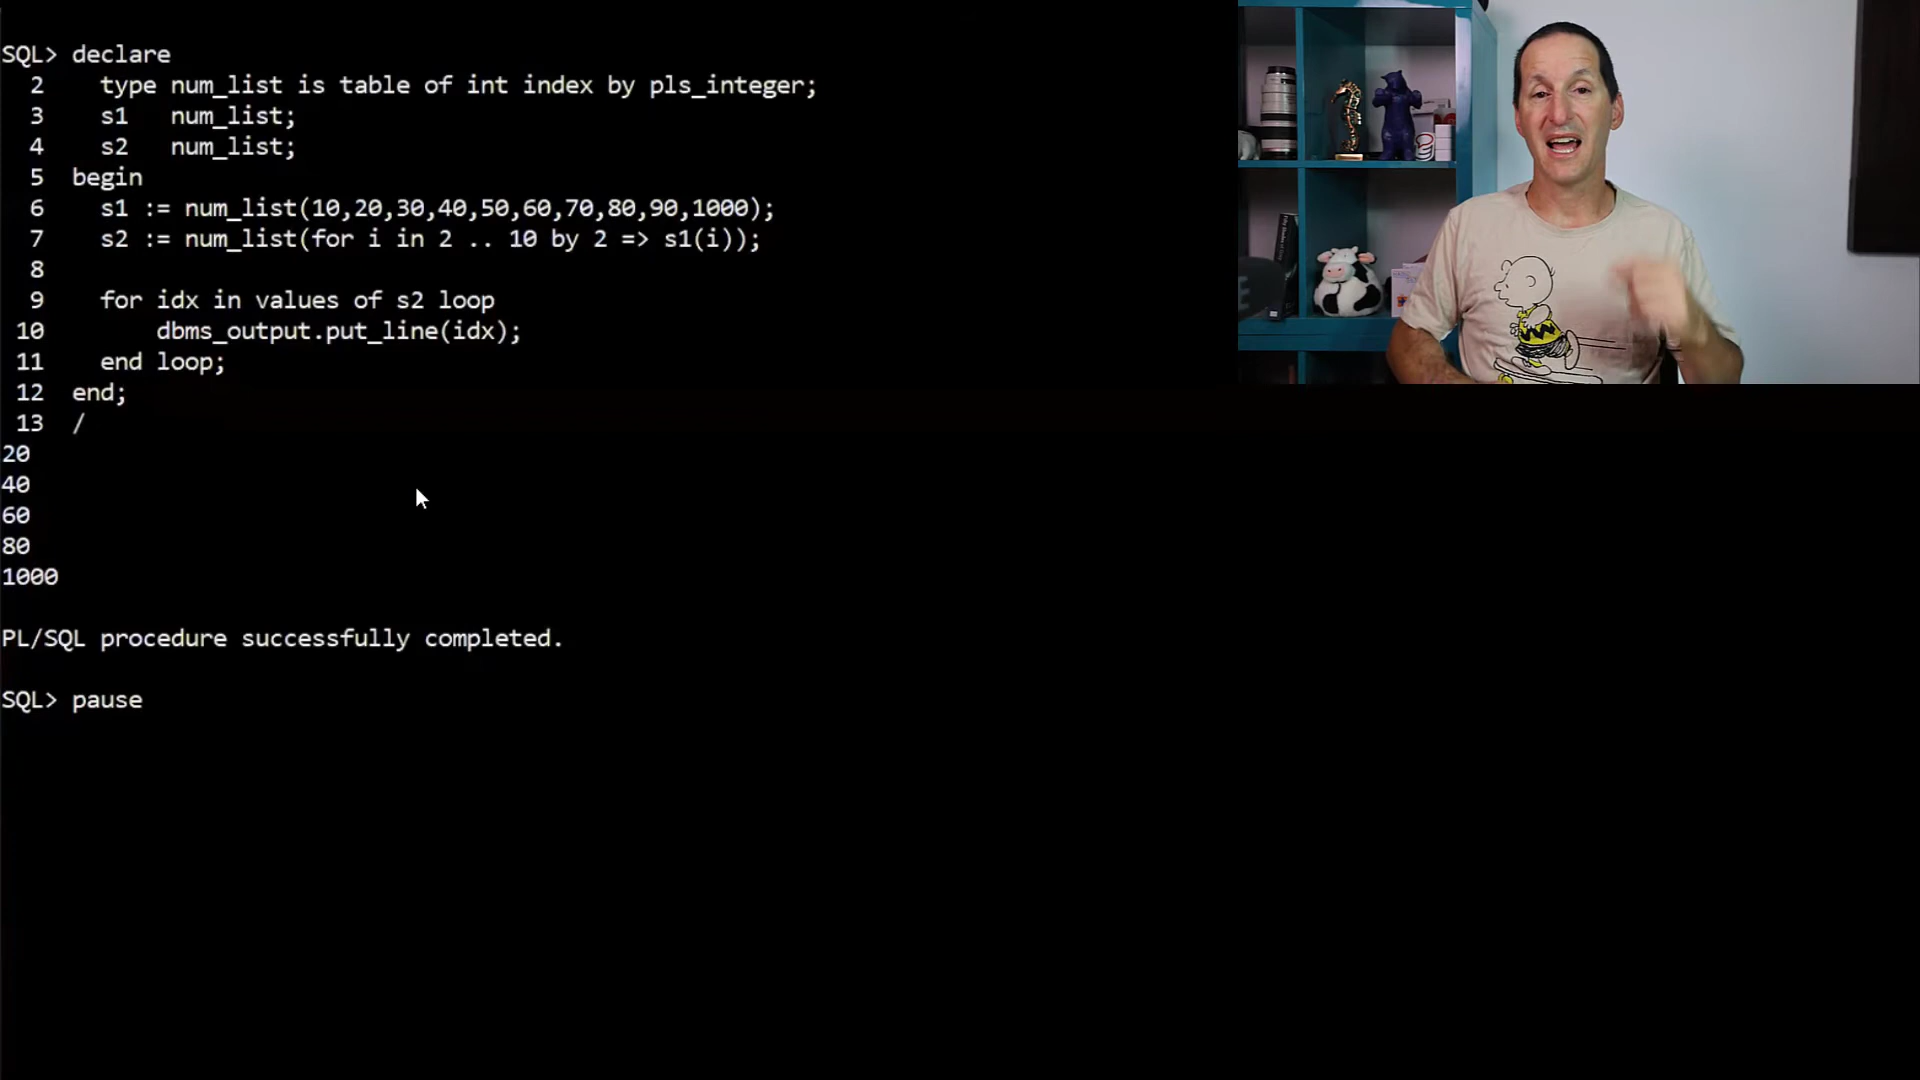 SQL> declare
  2    type num_list is table of int index by pls_integer;
  3    s1   num_list;
  4    s2   num_list;
  5  begin
  6    s1 := num_list(10,20,30,40,50,60,70,80,90,1000);
  7    s2 := num_list(for i in 2 .. 10 by 2 => s1(i));
  8
  9    for idx in values of s2 loop
 10        dbms_output.put_line(idx);
 11    end loop;
 12  end;
 13  /
20
40
60
80
1000
PL/SQL procedure successfully completed.
SQL> pause